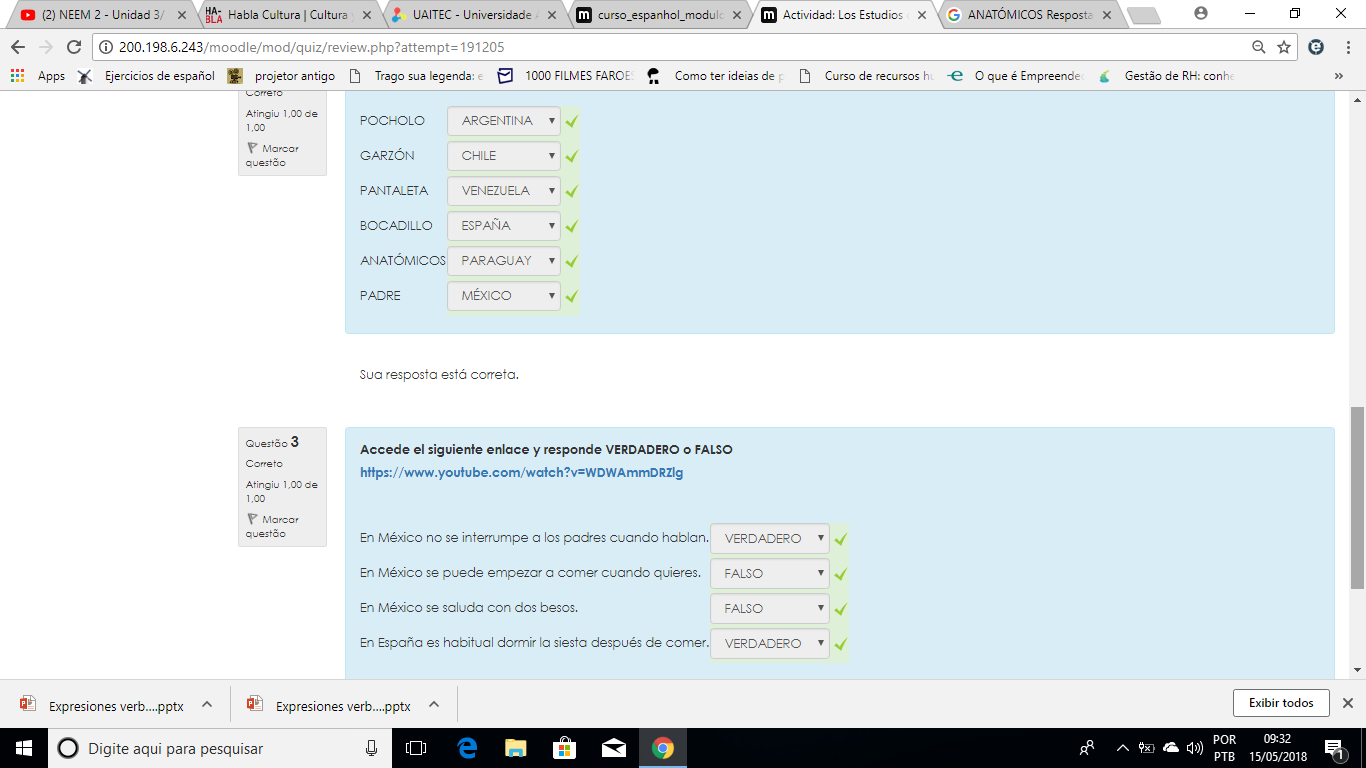 (2) NEEM 2 - Unidad 3/
Habla Cultura | Cultura
UAITEC - Universidade
curso_espanhol_modulo
Actividad: Los Estudios
ANATÓMICOS Resposta
200.198.6.243/moodle/mod/quiz/review.php?attempt=191205
Apps
Ejercicios de español
projetor antigo
Trago sua legenda:
1000 FILMES FAROES
Como ter ideias de
Curso de recursos
O que é Empreende
Gestão de RH: conhe
Correto
Atingiu 1,00 de
1,00
Marcar
questão
POCHOLO ARGENTINA
GARZÓN CHILE
PANTALETA VENEZUELA
BOCADILLO ESPAÑA
ANATÓMICOS PARAGUAY
PADRE MÉXICO
Sua resposta está correta.
Questão 3
Correto
Atingiu 1,00 de
1,00
Marcar
questão
Accede el siguiente enlace y responde VERDADERO o FALSO
https://www.youtube.com/watch?v=WDWAmmDRZlg
En México no se interrumpe a los padres cuando hablan. VERDADERO
En México se puede empezar a comer cuando quieres. FALSO
En México se saluda con dos besos. FALSO
En España es habitual dormir la siesta después de comer. VERDADERO
Expresiones verb....pptx
Expresiones verb....pptx
Exibir todos
Digite aqui para pesquisar
POR
PTB
09:32
15/05/2018
1